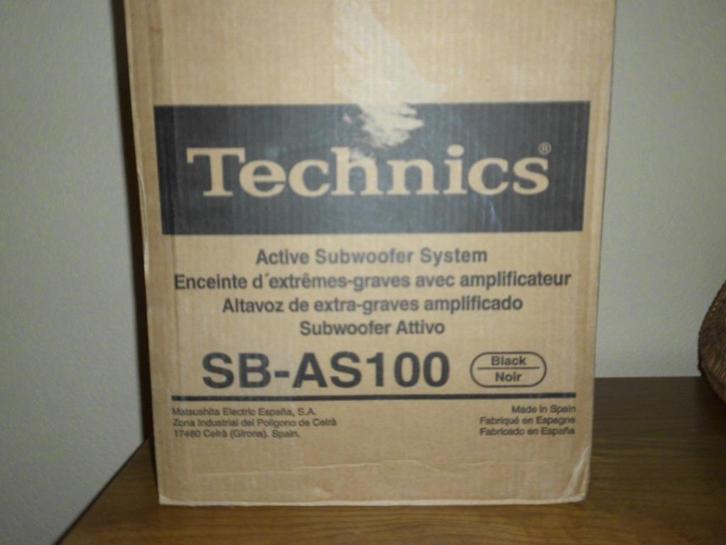 Technics®
Active Subwoofer System
Enceinte d´extrêmes-graves avec amplificateur
Altavoz de extra-graves amplificado
Subwoofer Attivo
SB-AS100
Black
Noir
Matsushita Electric España, S.A.
Zona Industrial del Polígono de Celrà
17460 Celrà (Girona). Spain.
Made in Spain
Fabriqué en Espagne
Fabricado en España